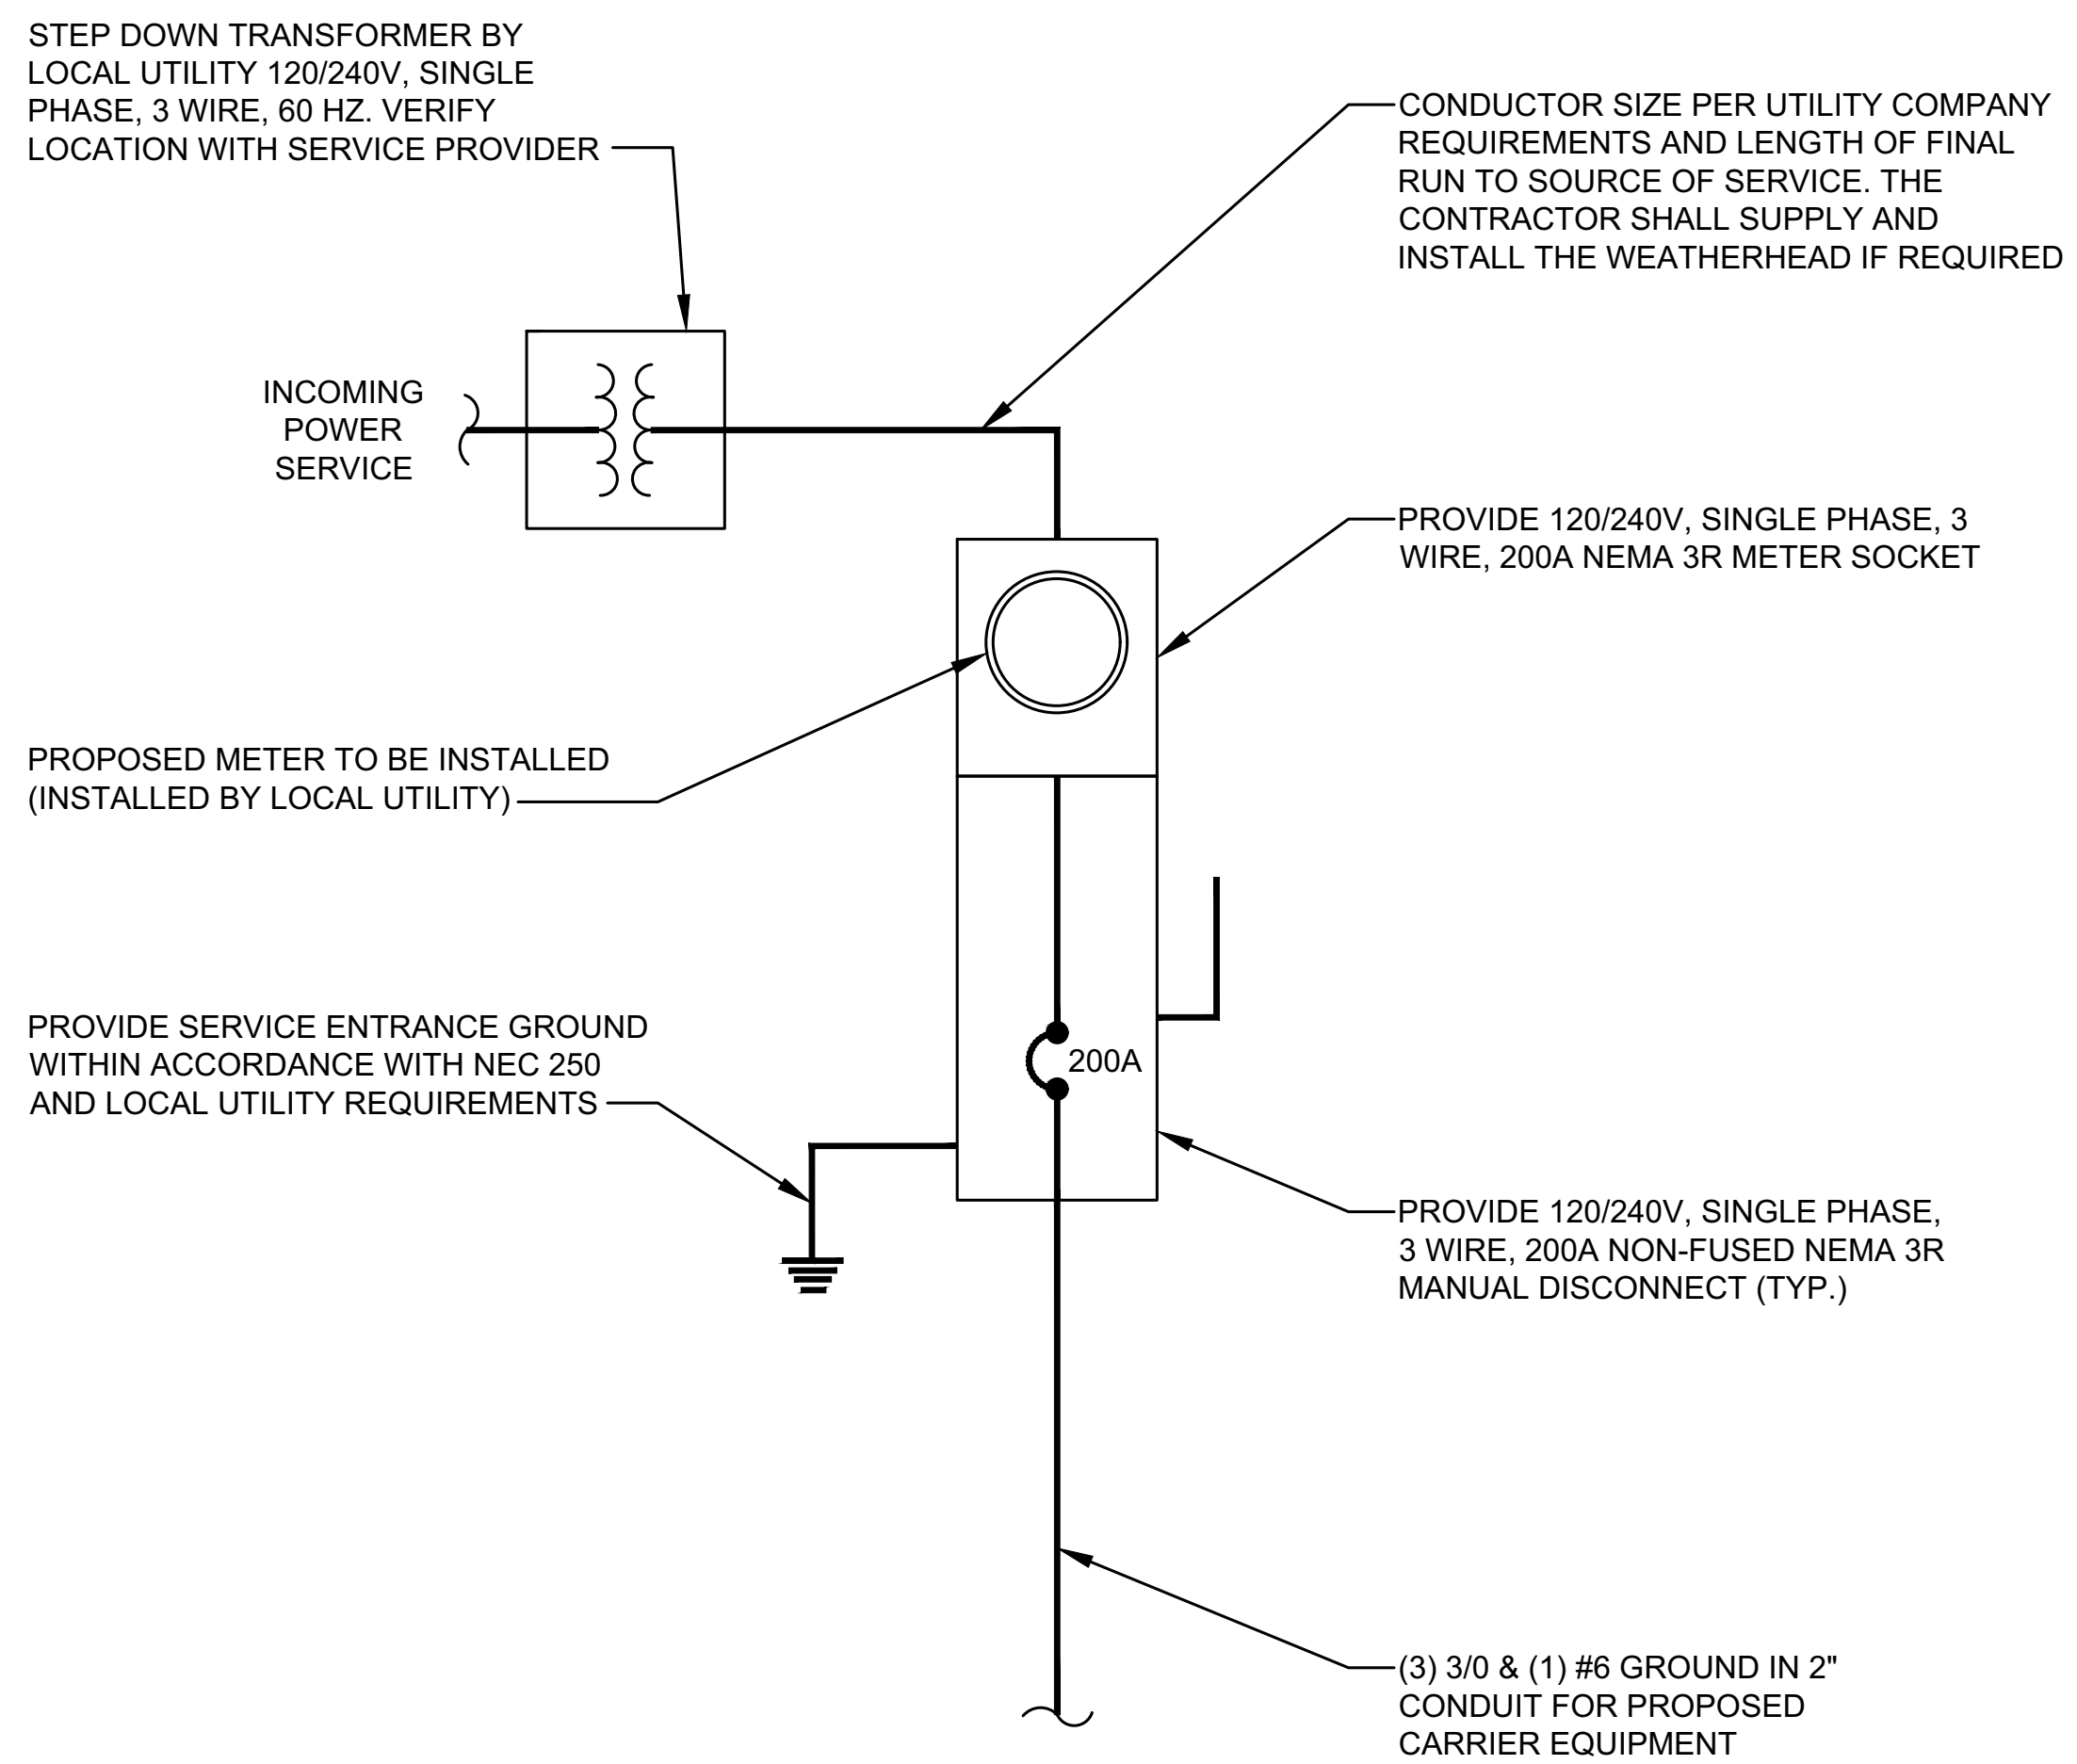 STEP DOWN TRANSFORMER BY
LOCAL UTILITY 120/240V, SINGLE
PHASE, 3 WIRE, 60 HZ. VERIFY
LOCATION WITH SERVICE PROVIDER
CONDUCTOR SIZE PER UTILITY COMPANY
REQUIREMENTS AND LENGTH OF FINAL
RUN TO SOURCE OF SERVICE. THE
CONTRACTOR SHALL SUPPLY AND
INSTALL THE WEATHERHEAD IF REQUIRED
INCOMING
POWER
SERVICE
PROVIDE 120/240V, SINGLE PHASE, 3
WIRE, 200A NEMA 3R METER SOCKET
PROPOSED METER TO BE INSTALLED
(INSTALLED BY LOCAL UTILITY)
PROVIDE SERVICE ENTRANCE GROUND
WITHIN ACCORDANCE WITH NEC 250
AND LOCAL UTILITY REQUIREMENTS
200A
PROVIDE 120/240V, SINGLE PHASE,
3 WIRE, 200A NON-FUSED NEMA 3R
MANUAL DISCONNECT (TYP.)
(3) 3/0 & (1) #6 GROUND IN 2"
CONDUIT FOR PROPOSED
CARRIER EQUIPMENT